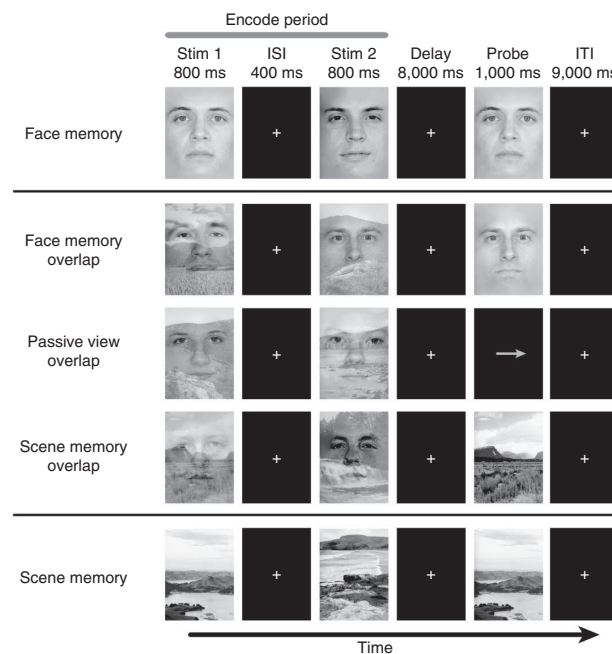 Encode period
Stim 1 ISI Stim 2 Delay Probe ITI
800 ms 400 ms 800 ms 8,000 ms 1,000 ms 9,000 ms
Face memory
Face memory
overlap
Passive view
overlap
Scene memory
overlap
Scene memory
Time